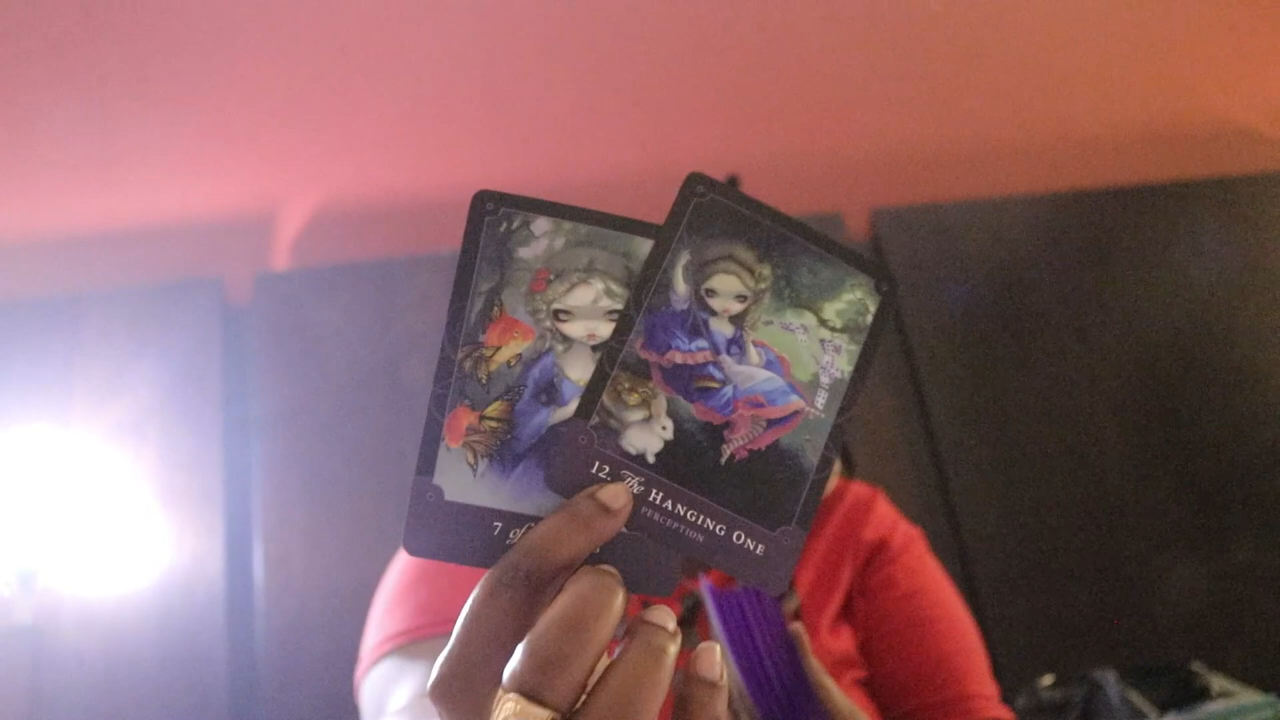 7 of
12. The HANGING ONE
PERCEPTION